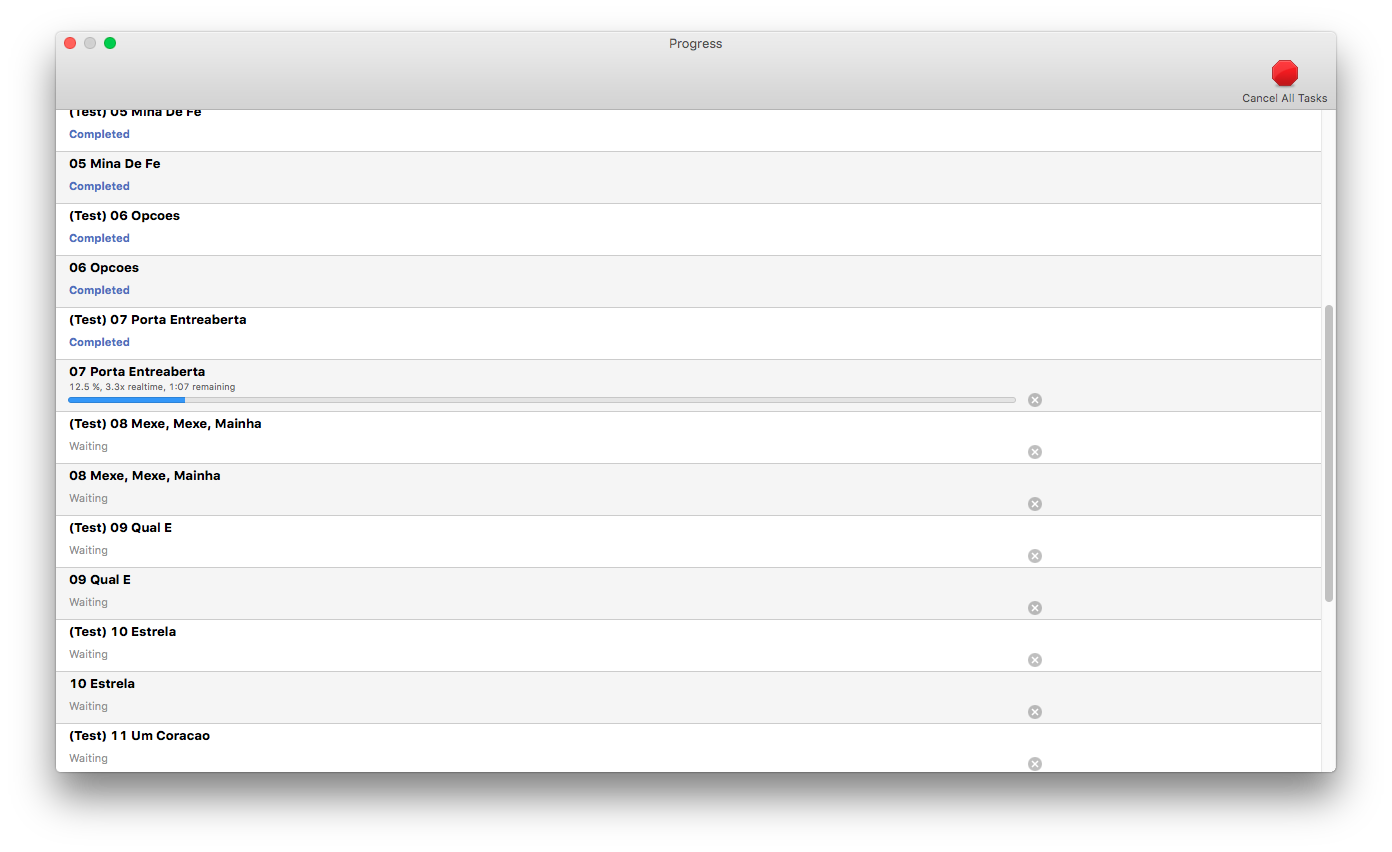 Progress
Cancel All Tasks
(Test) 05 Mina De Fe
Completed
05 Mina De Fe
Completed
(Test) 06 Opcoes
Completed
06 Opcoes
Completed
(Test) 07 Porta Entreaberta
Completed
07 Porta Entreaberta
12.5 %, 3.3x realtime, 1:07 remaining
(Test) 08 Mexe, Mexe, Mainha
Waiting
08 Mexe, Mexe, Mainha
Waiting
(Test) 09 Qual E
Waiting
09 Qual E
Waiting
(Test) 10 Estrela
Waiting
10 Estrela
Waiting
(Test) 11 Um Coracao
Waiting